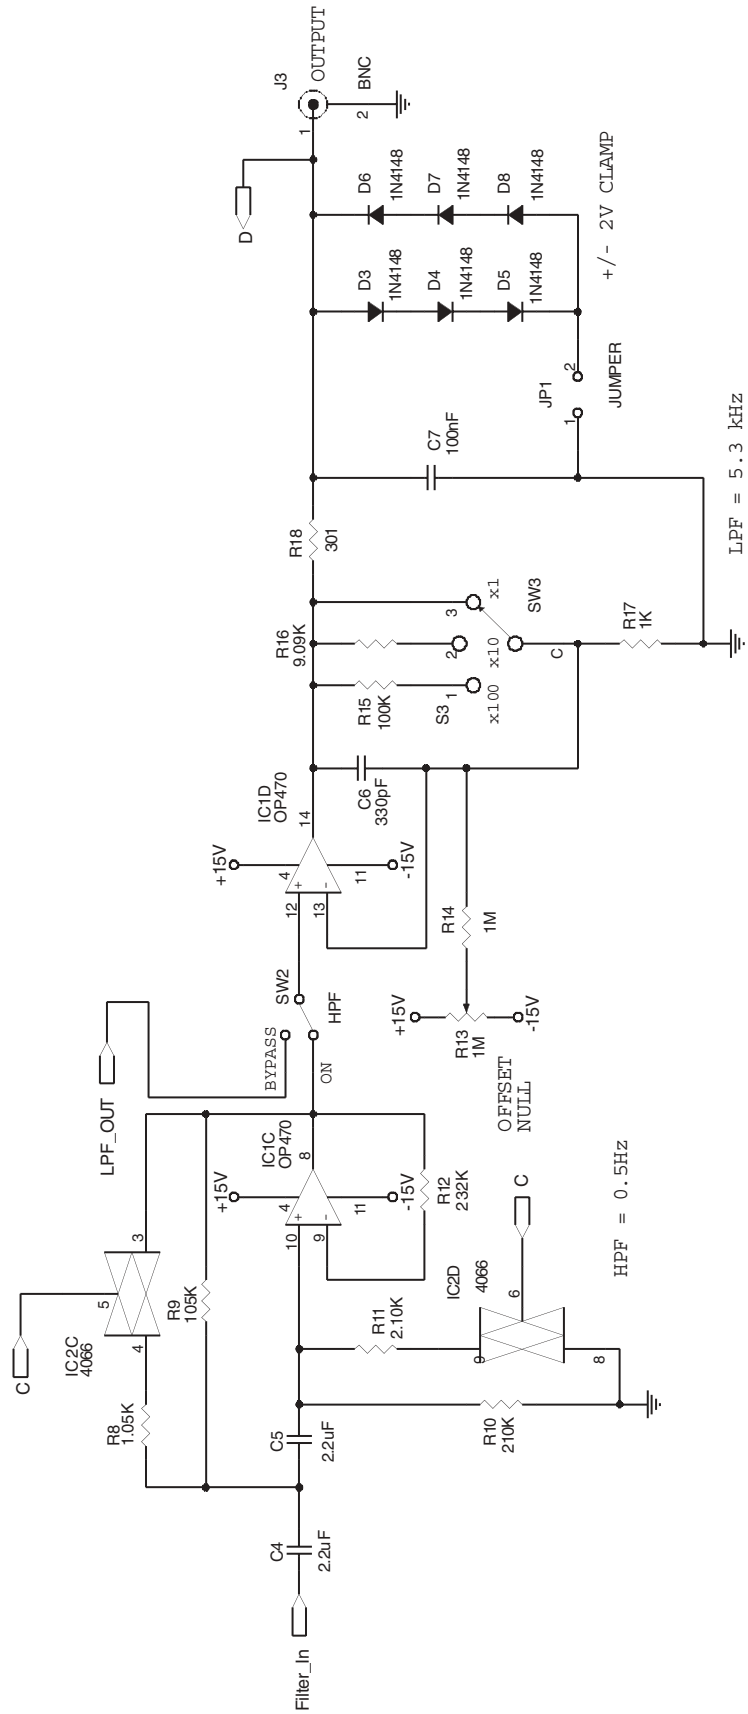 Filter_In
C4
2.2uF
C5
2.2uF
R8
1.05K
C
IC2C
4066
4
5
3
R9
105K
R10
210K
R11
2.10K
IC2D
4066
9
8
6
C
HPF = 0.5Hz
LPF_OUT
10
9
+15V
4
+
-
11
-15V
8
IC1C
OP470
R12
232K
BYPASS
ON
SW2
HPF
+15V
R13
1M
-15V
OFFSET
NULL
R14
1M
12
13
+15V
4
+
-
11
-15V
14
IC1D
OP470
C6
330pF
R15
100K
R16
9.09K
S3
1
x100
2
x10
3
x1
SW3
C
R17
1K
R18
301
C7
100nF
LPF = 5.3 kHz
JP1
1
2
JUMPER
D3
1N4148
D4
1N4148
D5
1N4148
D6
1N4148
D7
1N4148
D8
1N4148
+/- 2V CLAMP
D
J3
OUTPUT
1
2
BNC